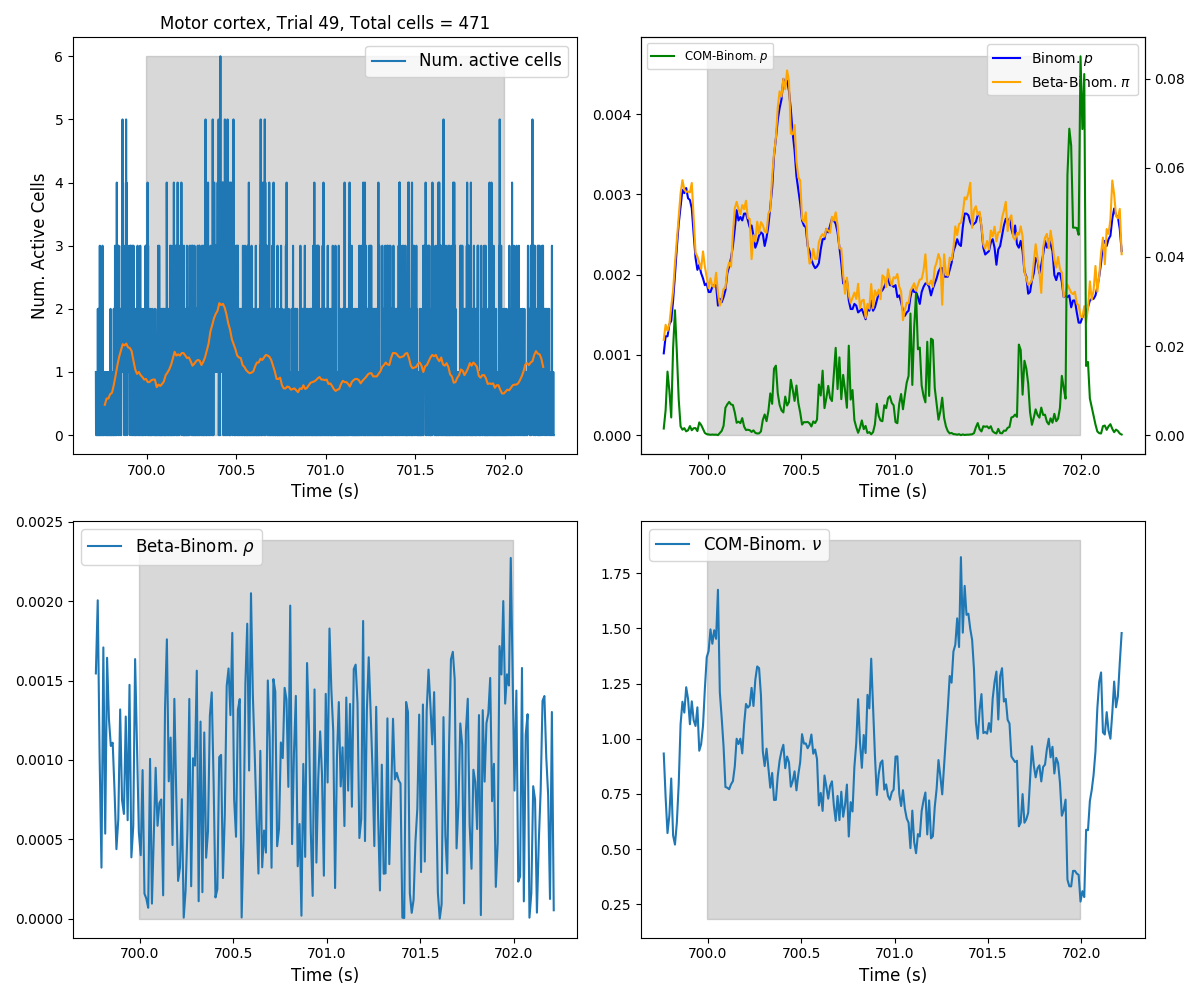 Motor cortex, Trial 49, Total cells = 471
Num. active cells
Num. Active Cells
6
5
4
3
2
1
0
700.0 700.5 701.0 701.5 702.0
Time (s)
COM-Binom. p
Binom. p
Beta-Binom. π
0.004
0.003
0.002
0.001
0.000
0.08
0.06
0.04
0.02
0.00
700.0 700.5 701.0 701.5 702.0
Time (s)
Beta-Binom. ρ
0.0025
0.0020
0.0015
0.0010
0.0005
0.0000
700.0 700.5 701.0 701.5 702.0
Time (s)
COM-Binom. ν
1.75
1.50
1.25
1.00
0.75
0.50
0.25
700.0 700.5 701.0 701.5 702.0
Time (s)